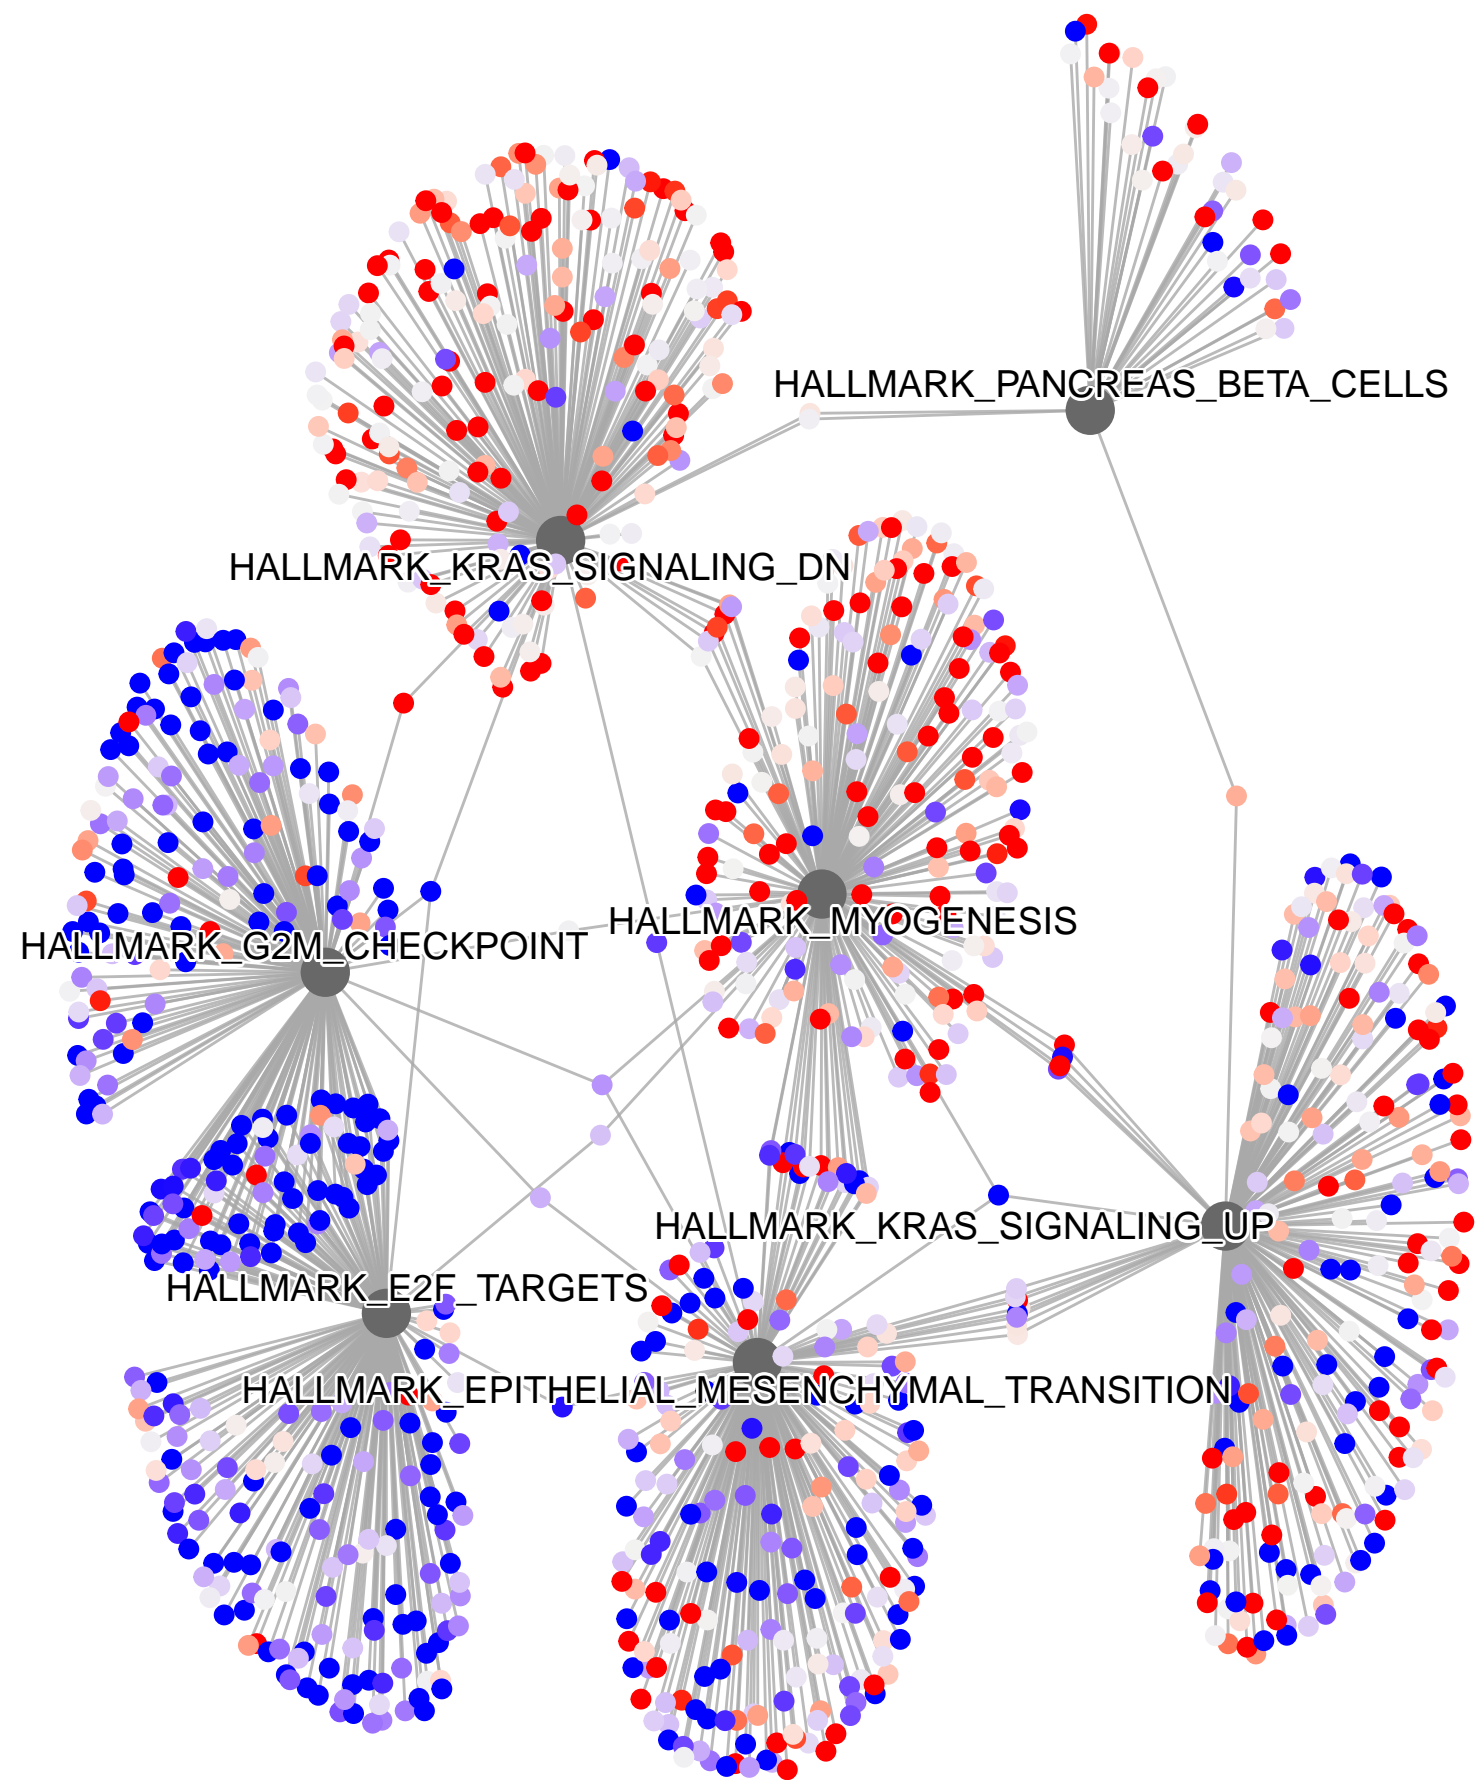 HALLMARK_PANCREAS_BETA_CELLS
HALLMARK_KRAS_SIGNALING_DN
HALLMARK_MYOGENESIS
HALLMARK_G2M_CHECKPOINT
HALLMARK_KRAS_SIGNALING_UP
HALLMARK_E2F_TARGETS
HALLMARK_EPITHELIAL_MESENCHYMAL_TRANSITION